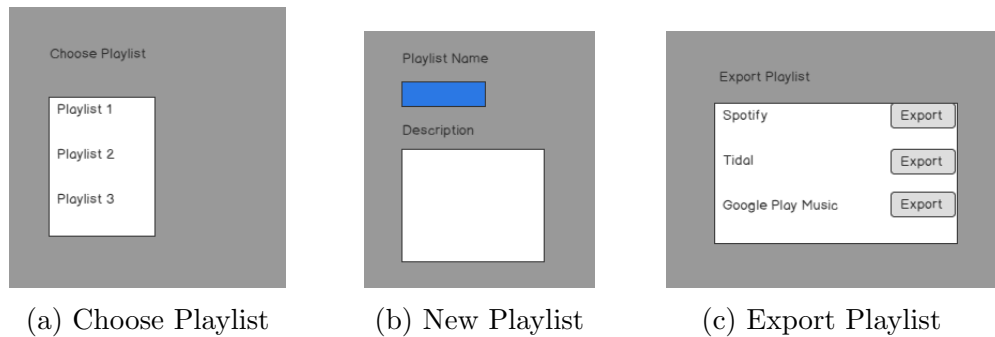 Choose Playlist
Playlist 1
Playlist 2
Playlist 3
(a) Choose Playlist
Playlist Name
Description
(b) New Playlist
Export Playlist
Spotify Export
Tidal Export
Google Play Music Export
(c) Export Playlist